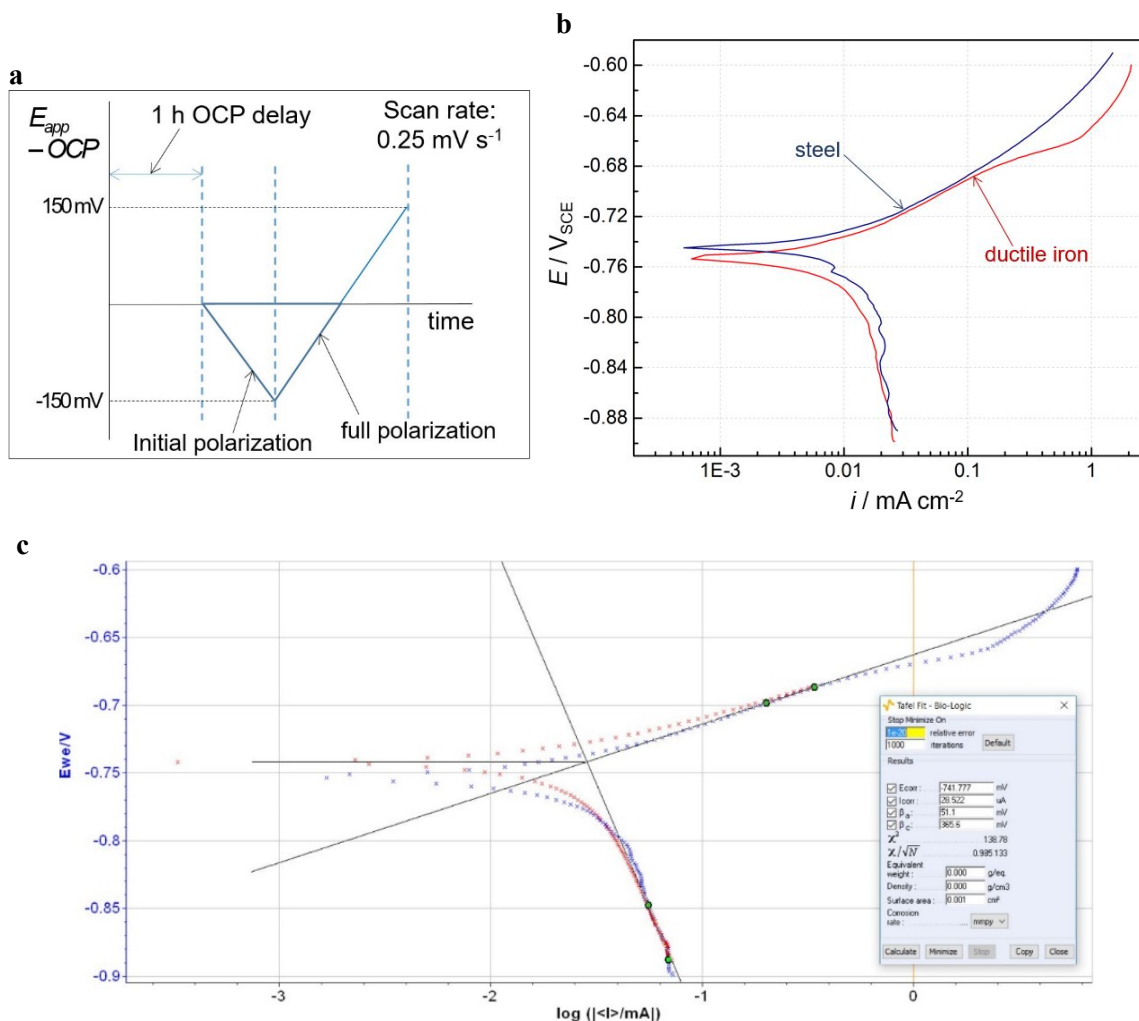 a
E_app
– OCP
1 h OCP delay
Scan rate:
0.25 mV s⁻¹
150 mV
time
-150 mV
Initial polarization
full polarization
b
-0.60
-0.64
-0.68
-0.72
-0.76
-0.80
-0.84
-0.88
E / V_SCE
steel
ductile iron
1E-3
0.01
0.1
1
i / mA cm⁻²
c
-0.6
-0.65
-0.7
-0.75
-0.8
-0.85
-0.9
Ewe/V
-3
-2
-1
0
log (|<I>/mA|)
Tafel Fit - Bio-Logic
Stop Minimize On
1e-20 relative error
1000 iterations
Default
Results
Ecorr : -741.777 mV
Icorr : 28.522 uA
βa : 51.1 mV
βc : 365.6 mV
χ² 138.78
χ/√N 0.985 133
Equivalent
weight : 0.000 g/eq.
Density : 0.000 g/cm3
Surface area : 0.001 cm²
Corrosion
rate : mmpy
Calculate Minimize Stop Copy Close